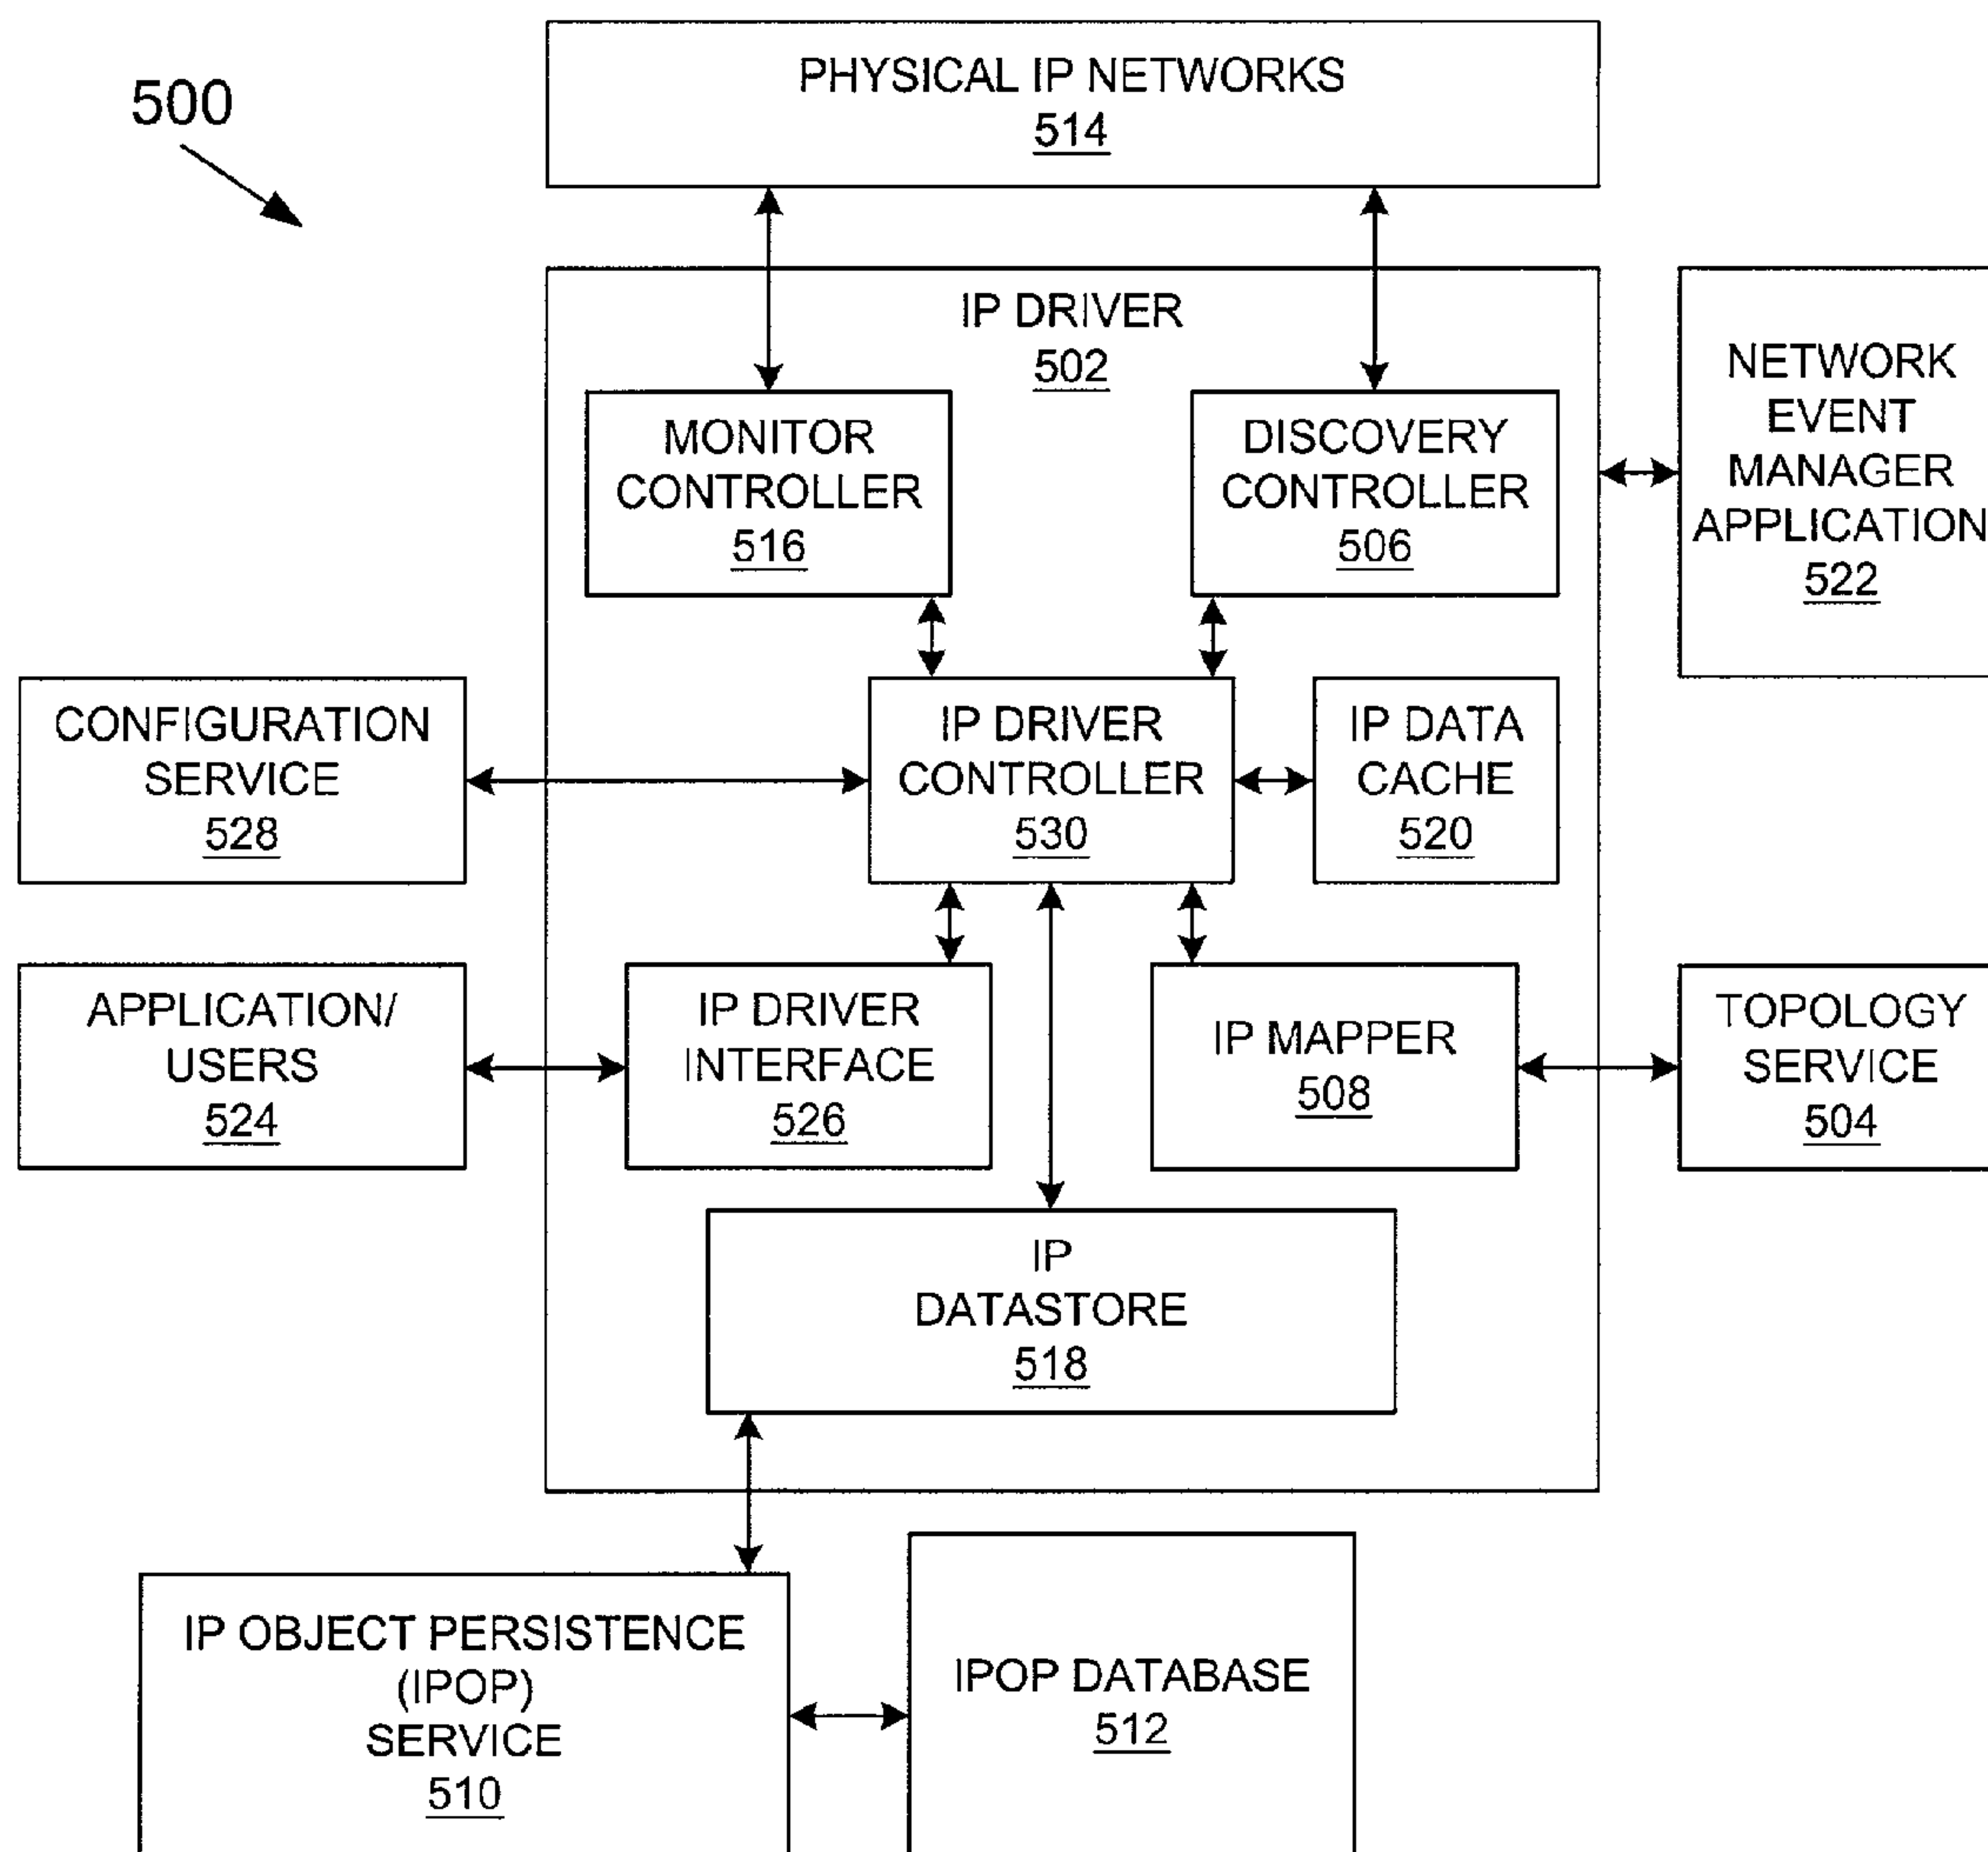 500
PHYSICAL IP NETWORKS
514
IP DRIVER
502
MONITOR
CONTROLLER
516
DISCOVERY
CONTROLLER
506
NETWORK
EVENT
MANAGER
APPLICATION
522
CONFIGURATION
SERVICE
528
IP DRIVER
CONTROLLER
530
IP DATA
CACHE
520
APPLICATION/
USERS
524
IP DRIVER
INTERFACE
526
IP MAPPER
508
TOPOLOGY
SERVICE
504
IP
DATASTORE
518
IP OBJECT PERSISTENCE
(IPOP)
SERVICE
510
IPOP DATABASE
512